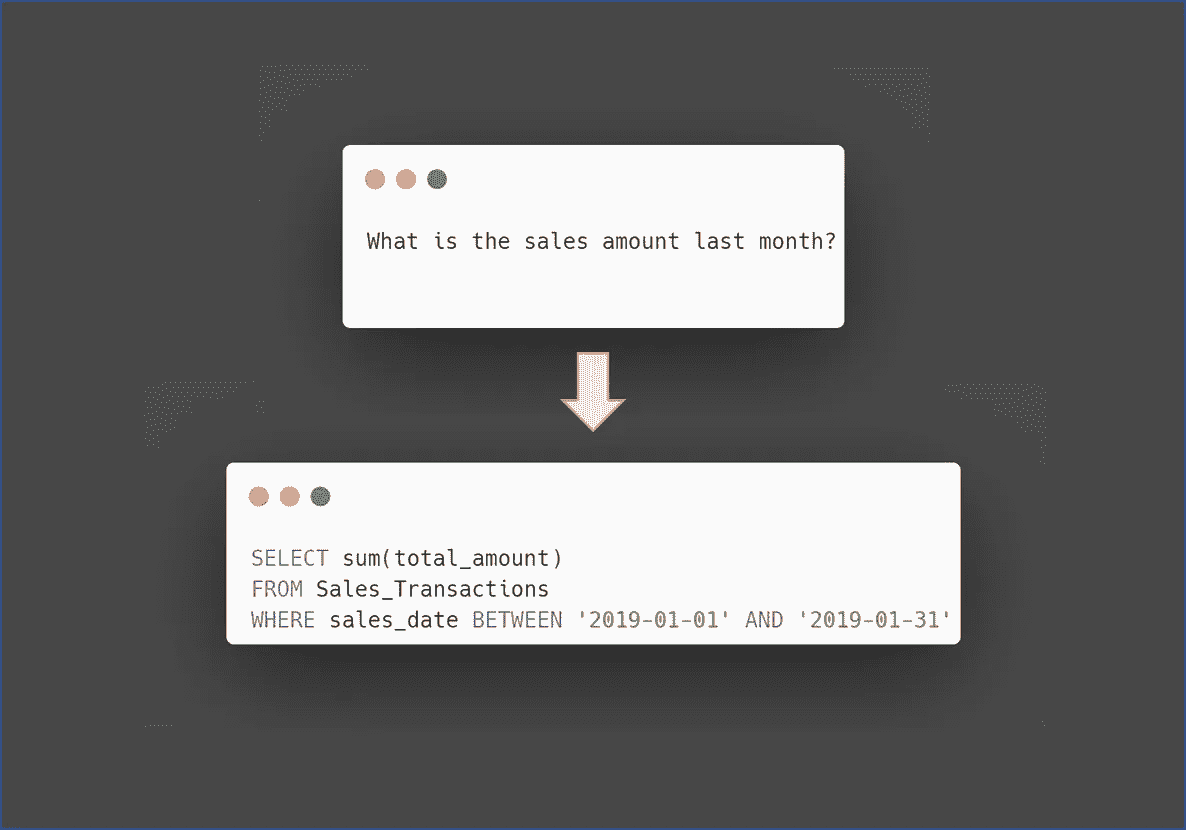 What is the sales amount last month?
SELECT sum(total_amount)
FROM Sales_Transactions
WHERE sales_date BETWEEN '2019-01-01' AND '2019-01-31'